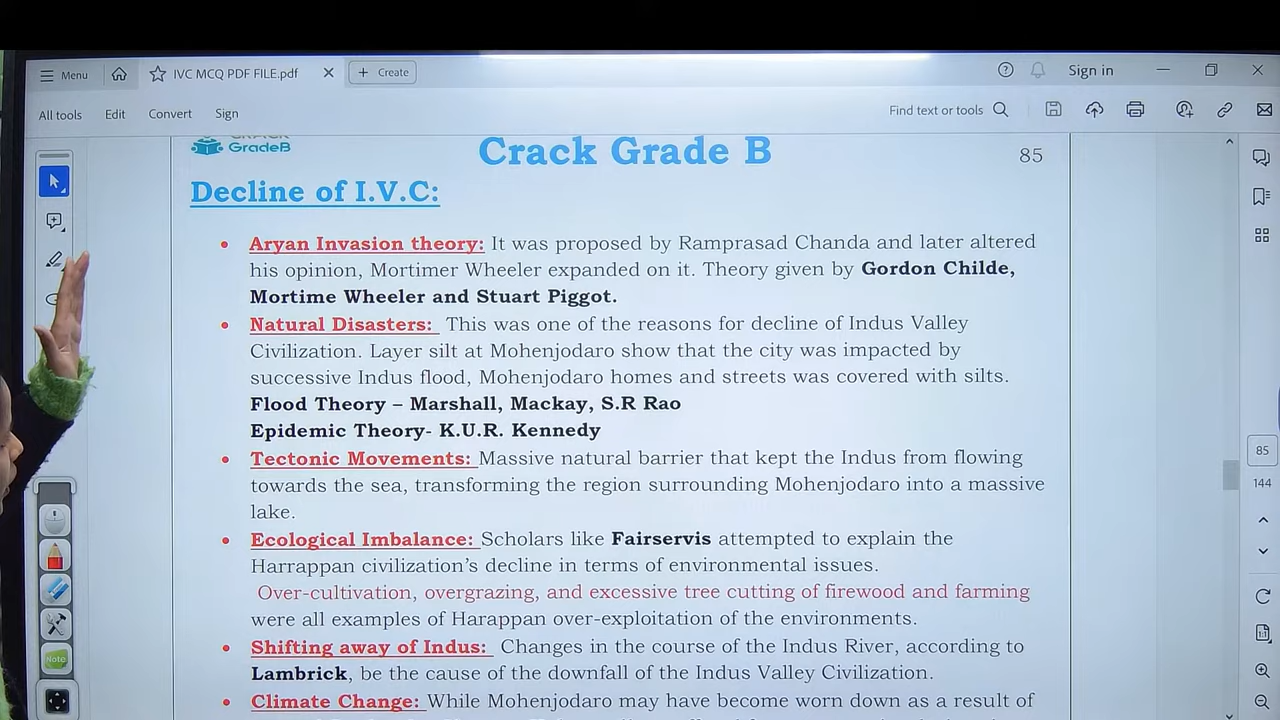 Menu
IVC MCQ PDF FILE.pdf
Create
Sign in
All tools
Edit
Convert
Sign
Find text or tools
GradeB
Crack Grade B
85
Decline of I.V.C:
Aryan Invasion theory: It was proposed by Ramprasad Chanda and later altered
his opinion, Mortimer Wheeler expanded on it. Theory given by Gordon Childe,
Mortime Wheeler and Stuart Piggot.
Natural Disasters: This was one of the reasons for decline of Indus Valley
Civilization. Layer silt at Mohenjodaro show that the city was impacted by
successive Indus flood, Mohenjodaro homes and streets was covered with silts.
Flood Theory – Marshall, Mackay, S.R Rao
Epidemic Theory- K.U.R. Kennedy
Tectonic Movements: Massive natural barrier that kept the Indus from flowing
towards the sea, transforming the region surrounding Mohenjodaro into a massive
lake.
Ecological Imbalance: Scholars like Fairservis attempted to explain the
Harrappan civilization's decline in terms of environmental issues.
Over-cultivation, overgrazing, and excessive tree cutting of firewood and farming
were all examples of Harappan over-exploitation of the environments.
Shifting away of Indus: Changes in the course of the Indus River, according to
Lambrick, be the cause of the downfall of the Indus Valley Civilization.
Climate Change: While Mohenjodaro may have become worn down as a result of
85
144
Note